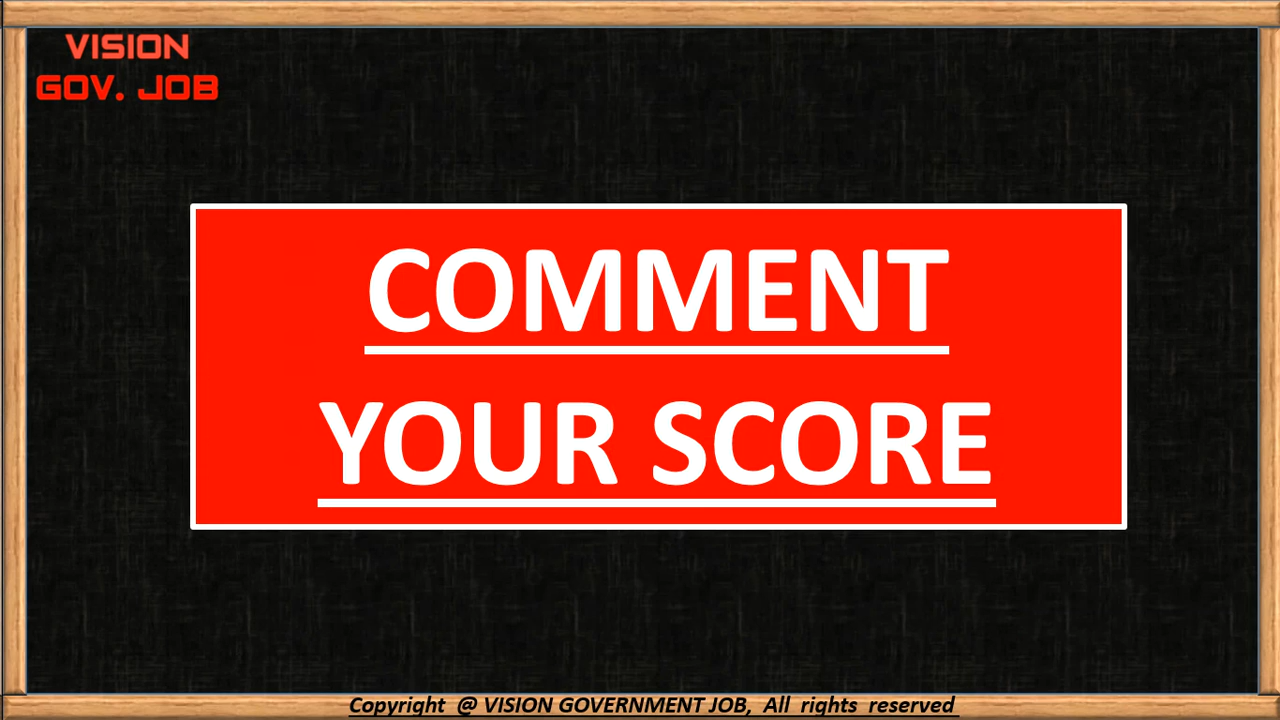 VISION
GOV. JOB
COMMENT
YOUR SCORE
Copyright @ VISION GOVERNMENT JOB, All rights reserved